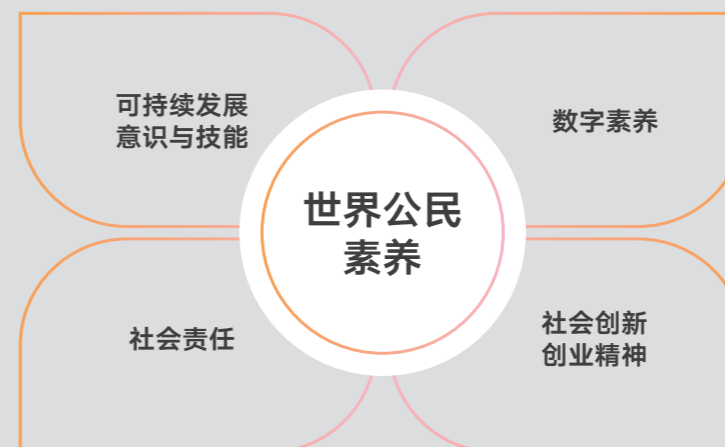 可持续发展
意识与技能
数字素养
世界公民
素养
社会责任
社会创新
创业精神